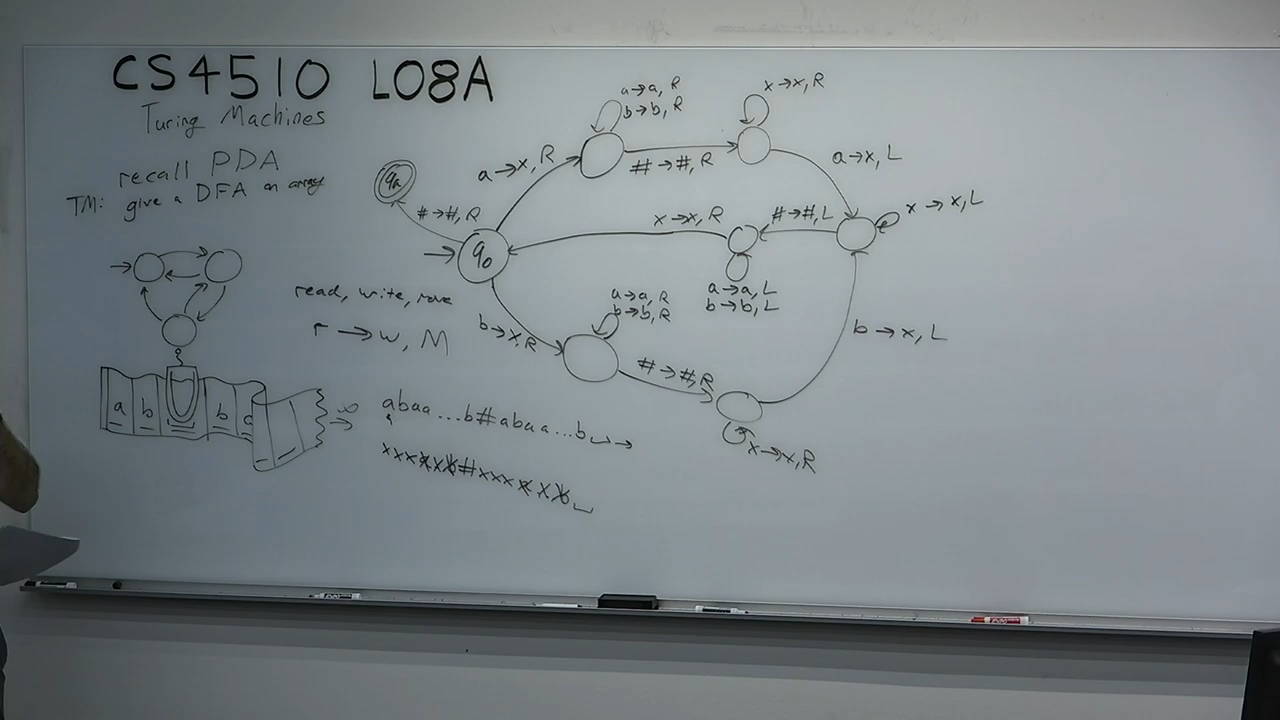 CS4510 L08A
Turing Machines
recall PDA
TM: give a DFA an array
read, write, move
r → w, M
a b b
abaa...b#abaa...b⌴→
xxxxxx#xxxxxx⌴
qa
#→#, R
q0
a→x, R
a→a, R
b→b, R
#→#, R
x→x, R
a→x, L
x→x, L
#→#, L
a→a, L
b→b, L
x→x, R
b→x, R
a→a, R
b→b, R
#→#, R
x→x, R
b→x, L